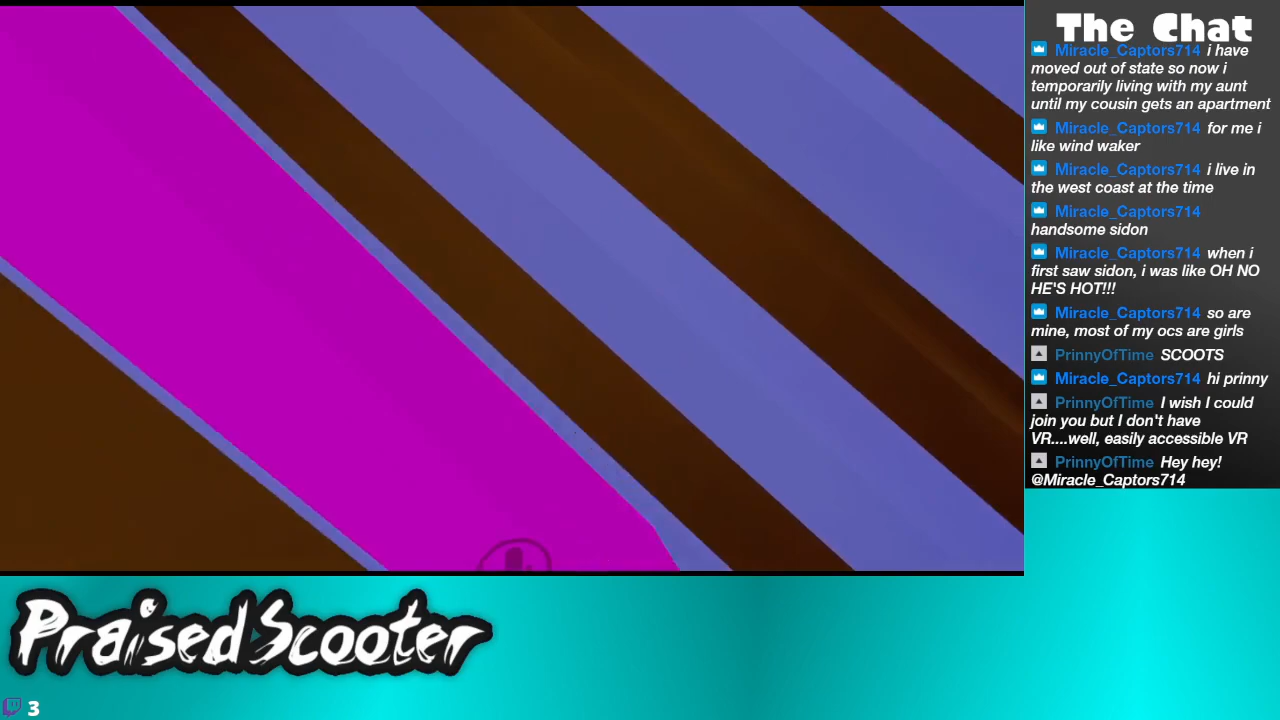 The Chat
Miracle_Captors714 i have
moved out of state so now i
temporarily living with my aunt
until my cousin gets an apartment
Miracle_Captors714 for me i
like wind waker
Miracle_Captors714 i live in
the west coast at the time
Miracle_Captors714
handsome sidon
Miracle_Captors714 when i
first saw sidon, i was like OH NO
HE'S HOT!!!
Miracle_Captors714 so are
mine, most of my ocs are girls
PrinnyOfTime SCOOTS
Miracle_Captors714 hi prinny
PrinnyOfTime I wish I could
join you but I don't have
VR....well, easily accessible VR
PrinnyOfTime Hey hey!
@Miracle_Captors714
PraisedScooter
3